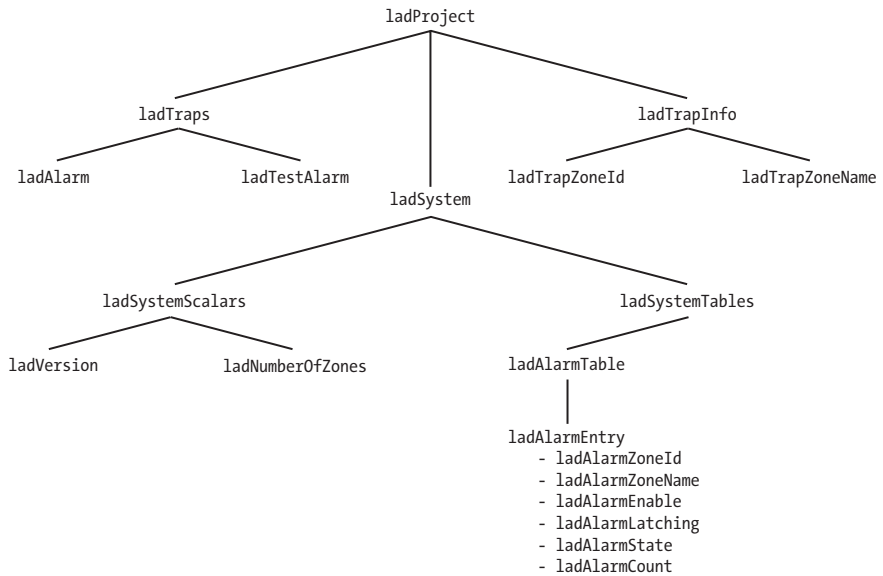 ladProject
ladTraps
ladTrapInfo
ladAlarm
ladTestAlarm
ladTrapZoneId
ladTrapZoneName
ladSystem
ladSystemScalars
ladSystemTables
ladVersion
ladNumberOfZones
ladAlarmTable
ladAlarmEntry
- ladAlarmZoneId
- ladAlarmZoneName
- ladAlarmEnable
- ladAlarmLatching
- ladAlarmState
- ladAlarmCount